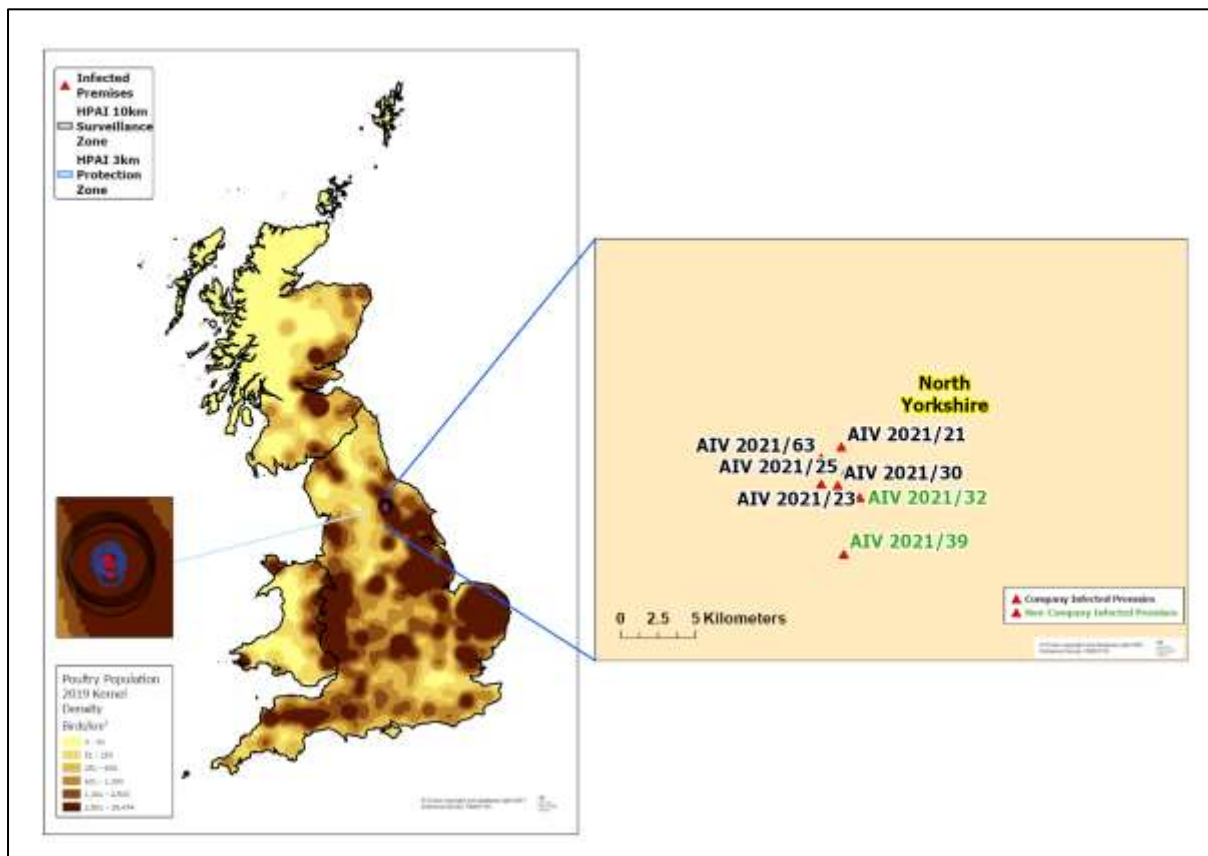 Infected
Premises
HPAI 10km
Surveillance
Zone
HPAI 3km
Protection
Zone
Poultry Population
2019 Kernel
Density
Birds/km²
North
Yorkshire
AIV 2021/21
AIV 2021/63
AIV 2021/25
AIV 2021/30
AIV 2021/23
AIV 2021/32
AIV 2021/39
0 2.5 5 Kilometers
Company Infected Premises
Non Company Infected Premises